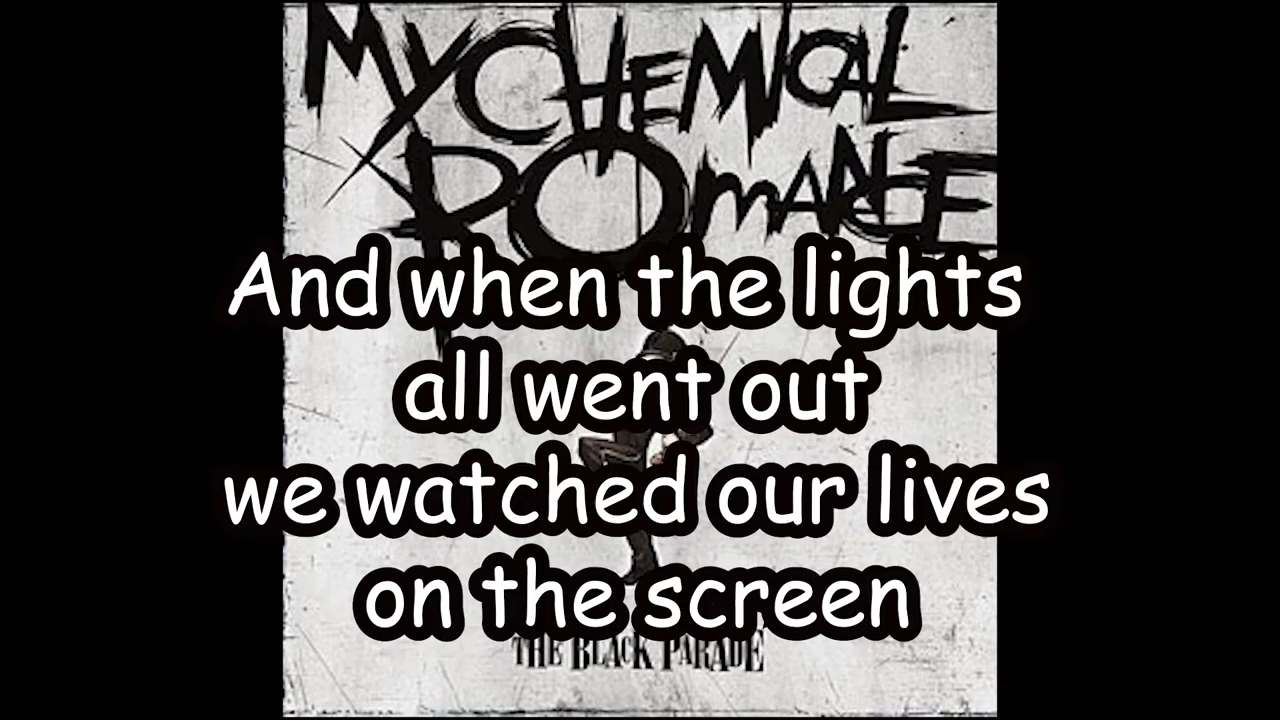 MY CHEMICAL
ROMANCE
And when the lights
all went out
we watched our lives
on the screen
THE BLACK PARADE